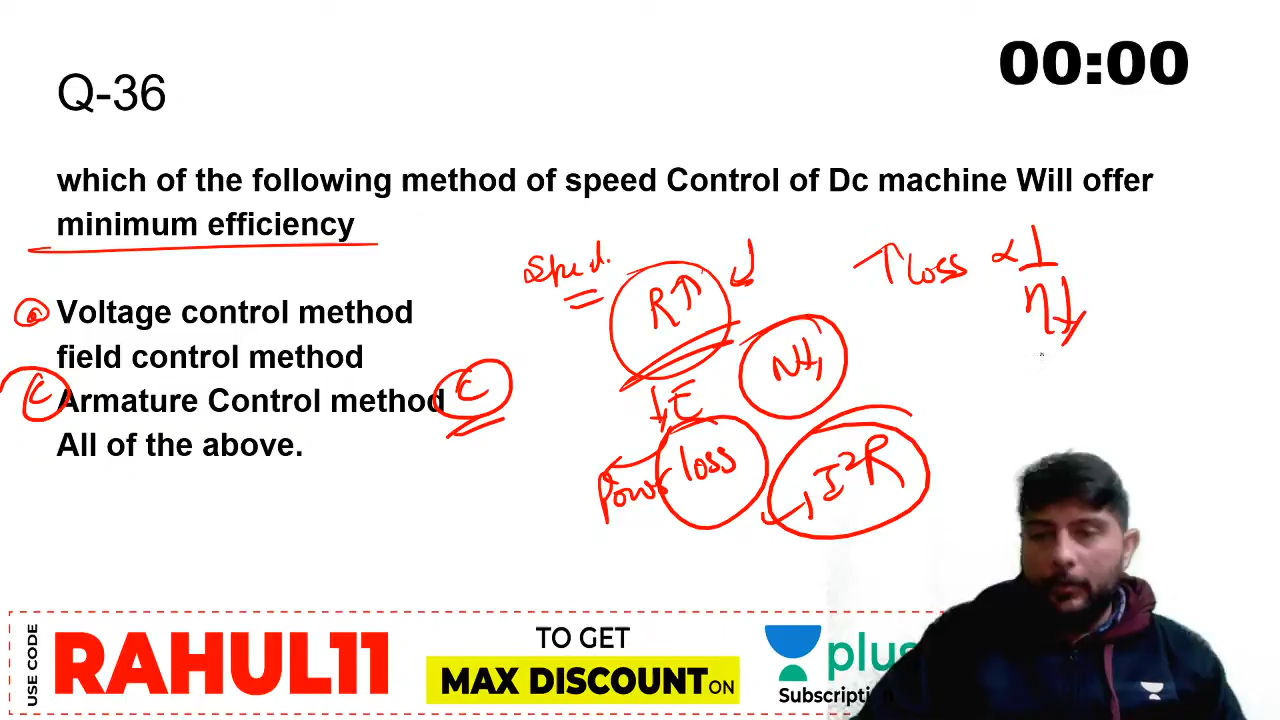 00:00
Q-36
which of the following method of speed Control of Dc machine Will offer
minimum efficiency
Speed.
R↑
↑ loss ∝ 1
η↓
a Voltage control method
field control method
N↓
C Armature Control method C
↓E
All of the above.
Power loss
I²R
USE CODE
RAHUL11
TO GET
MAX DISCOUNT ON
plus
Subscription